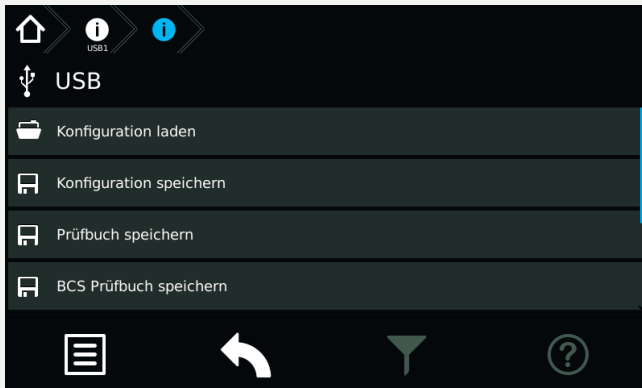 USB1
USB
Konfiguration laden
Konfiguration speichern
Prüfbuch speichern
BCS Prüfbuch speichern